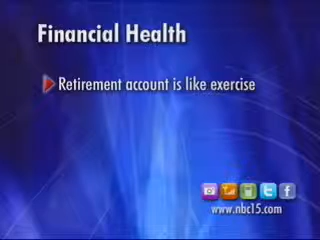 Financial Health
Retirement account is like exercise
www.nbc15.com